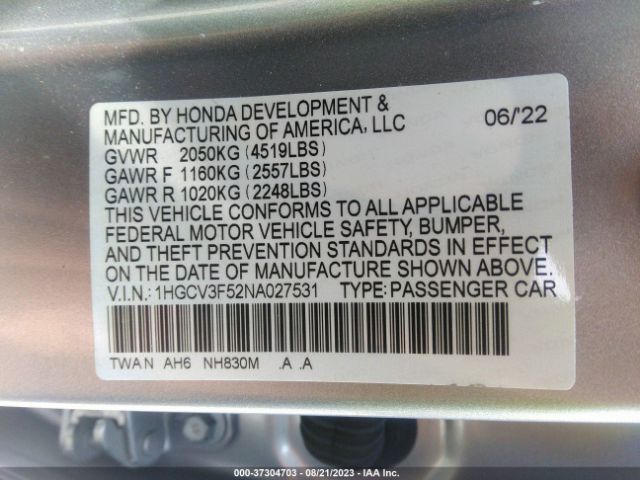 MFD. BY HONDA DEVELOPMENT &
MANUFACTURING OF AMERICA, LLC 06/'22
GVWR 2050KG (4519LBS)
GAWR F 1160KG (2557LBS)
GAWR R 1020KG (2248LBS)
THIS VEHICLE CONFORMS TO ALL APPLICABLE
FEDERAL MOTOR VEHICLE SAFETY, BUMPER,
AND THEFT PREVENTION STANDARDS IN EFFECT
ON THE DATE OF MANUFACTURE SHOWN ABOVE.
V.I.N.: 1HGCV3F52NA027531 TYPE: PASSENGER CAR
TWAN AH6 NH830M .A .A
000-37304703 - 08/21/2023 - IAA Inc.